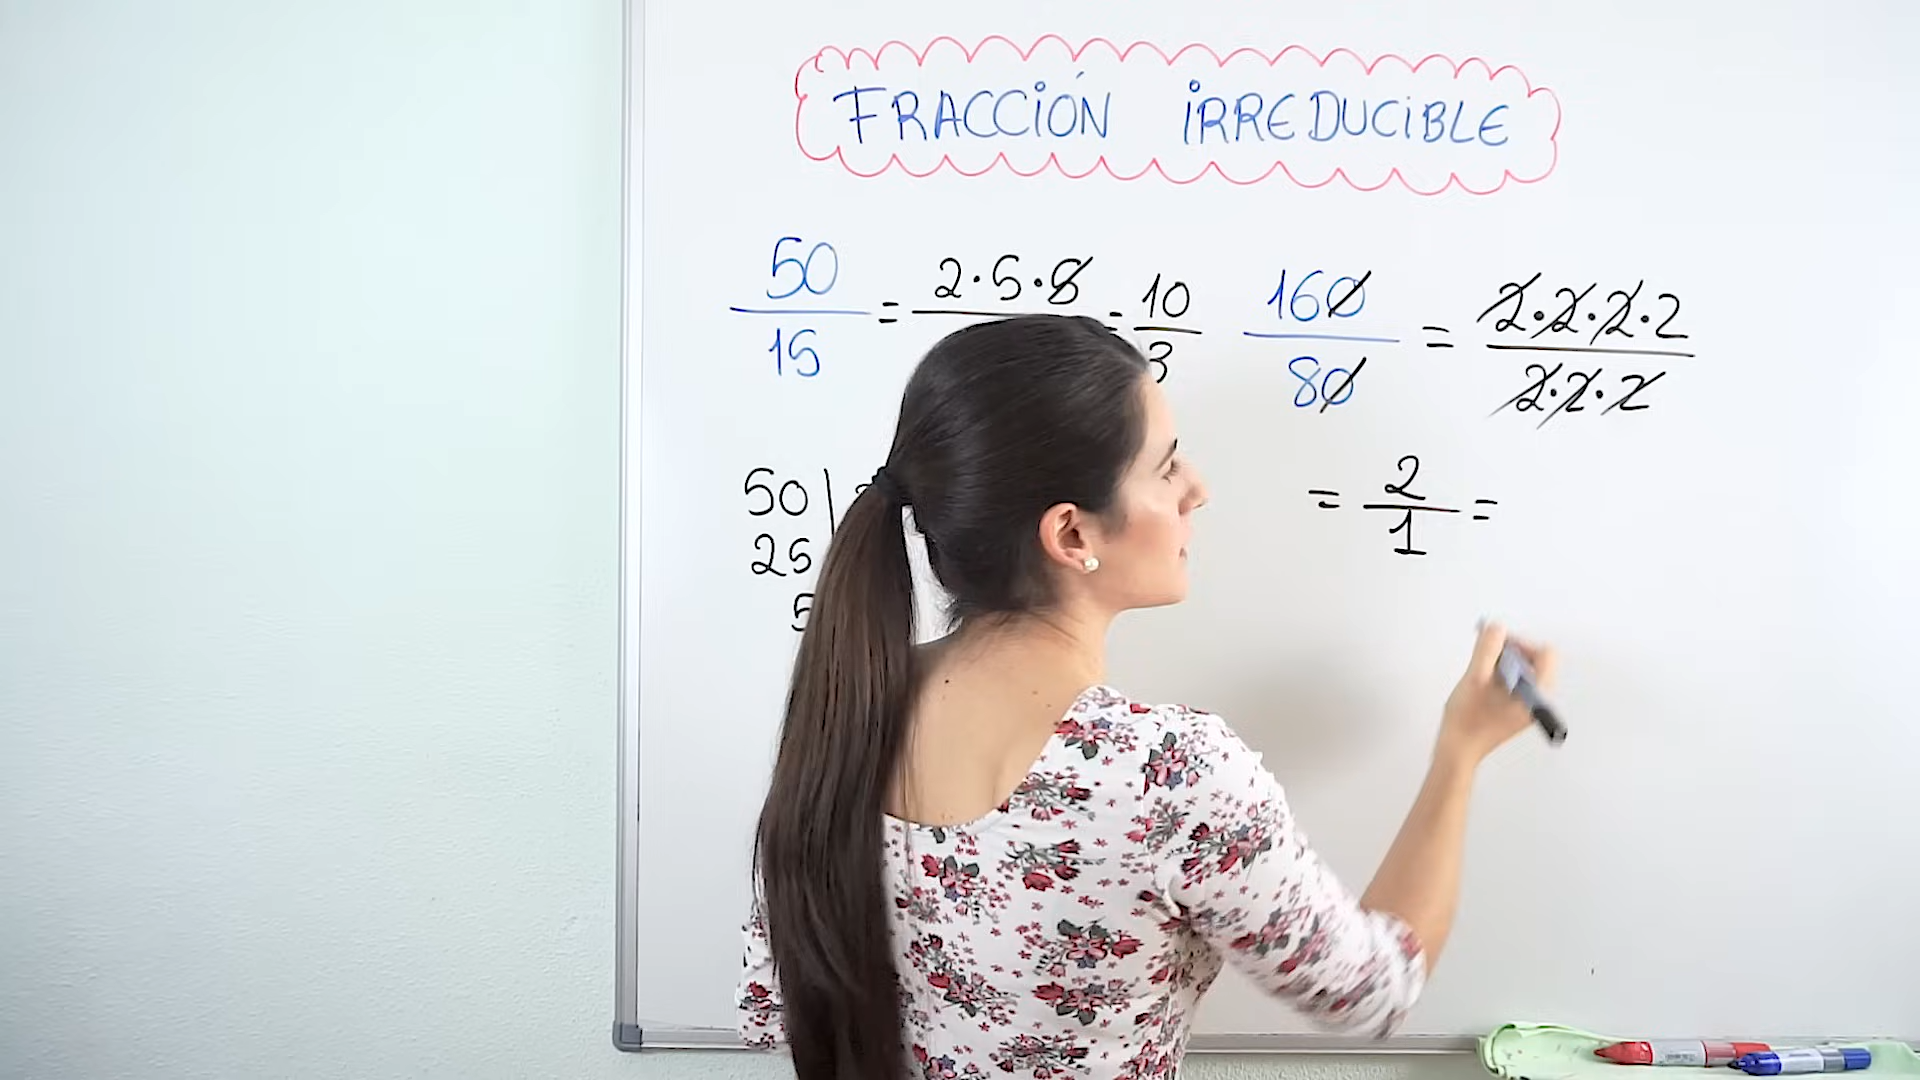 FRACCIÓN IRREDUCIBLE
50/15 = 2·5·5/ = 10/3
160/80 = 2·2·2·2/2·2·2
= 2/1 =
50
25
5